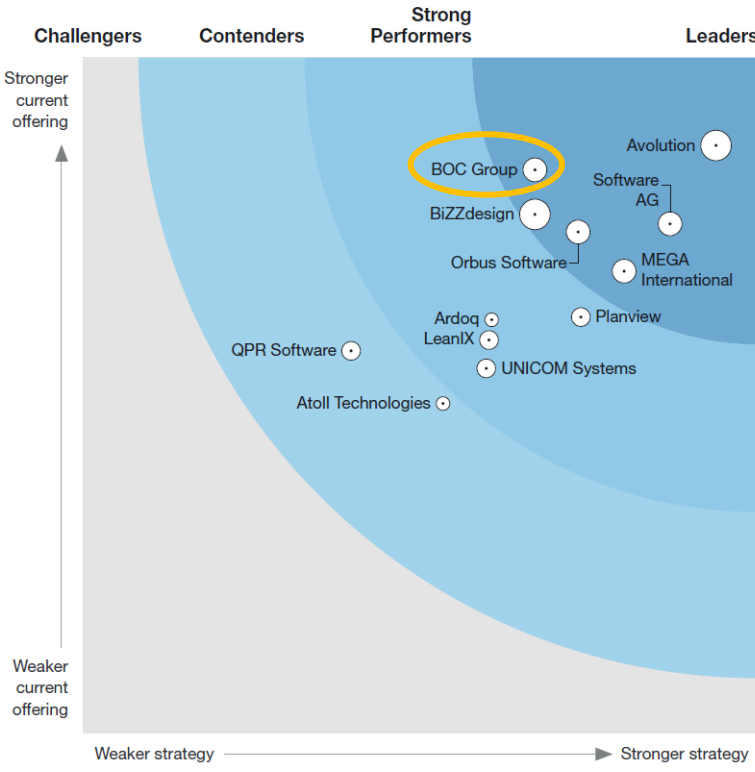 Challengers
Contenders
Strong
Performers
Leaders
Stronger
current
offering
Avolution
BOC Group
Software
AG
BiZZdesign
Orbus Software
MEGA
International
Ardoq
Planview
LeanIX
QPR Software
UNICOM Systems
Atoll Technologies
Weaker
current
offering
Weaker strategy
Stronger strategy